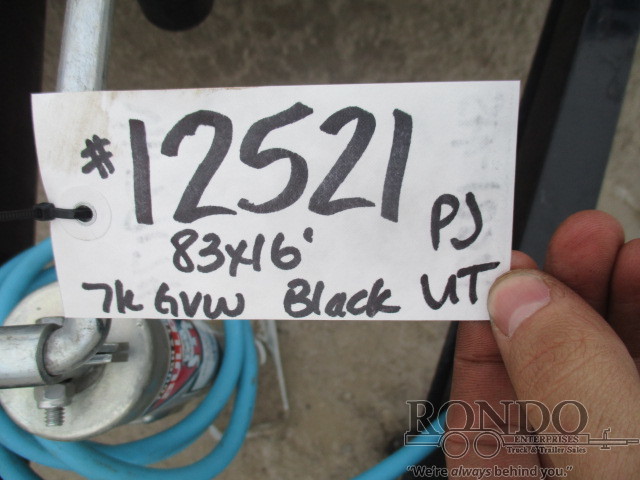 #12521
83x16'
PJ
7k GVW Black UT
RONDO
ENTERPRISES
Truck & Trailer Sales
"We're always behind you."